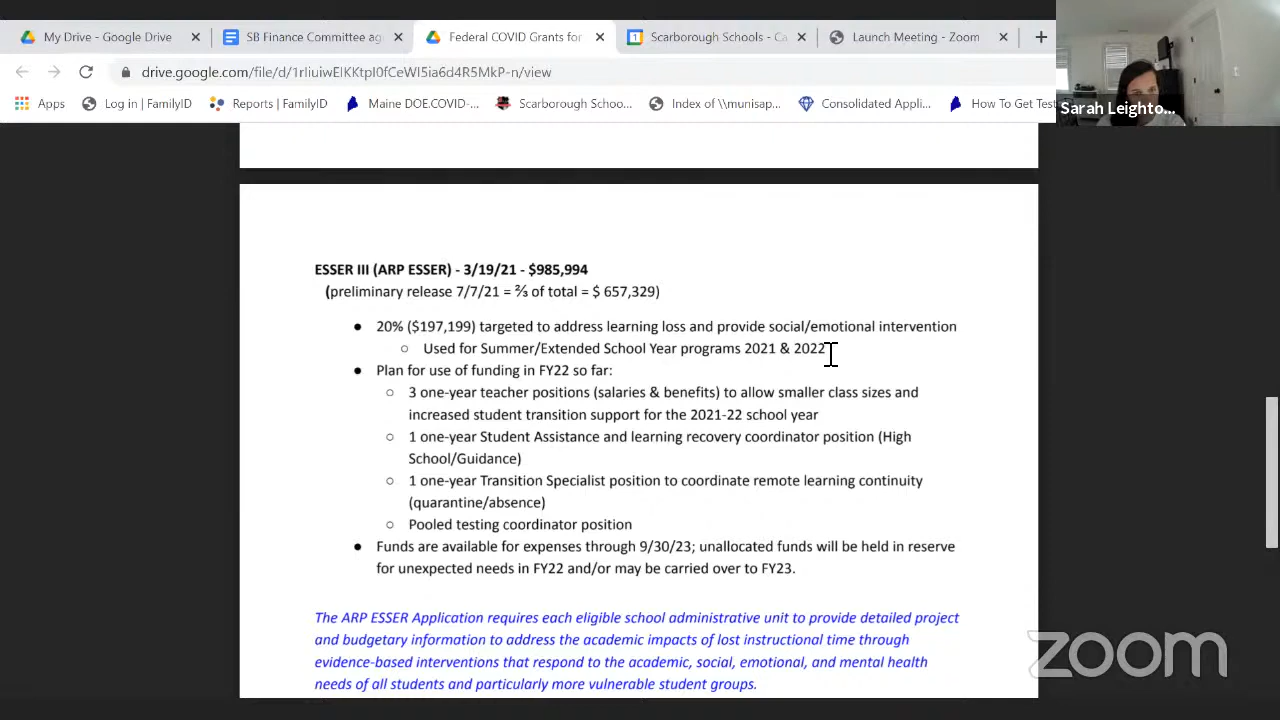 My Drive - Google Drive
SB Finance Committee ag
Federal COVID Grants for
Scarborough Schools - Ca
Launch Meeting - Zoom
Apps
Log in | FamilyID
Reports | FamilyID
Maine DOE.COVID-...
Scarborough Schoo...
Index of \\munisap...
Consolidated Appli...
How To Get Test
Sarah Leighto...
ESSER III (ARP ESSER) - 3/19/21 - $985,994
(preliminary release 7/7/21 = ⅔ of total = $ 657,329)
● 20% ($197,199) targeted to address learning loss and provide social/emotional intervention
○ Used for Summer/Extended School Year programs 2021 & 2022
● Plan for use of funding in FY22 so far:
○ 3 one-year teacher positions (salaries & benefits) to allow smaller class sizes and
increased student transition support for the 2021-22 school year
○ 1 one-year Student Assistance and learning recovery coordinator position (High
School/Guidance)
○ 1 one-year Transition Specialist position to coordinate remote learning continuity
(quarantine/absence)
○ Pooled testing coordinator position
● Funds are available for expenses through 9/30/23; unallocated funds will be held in reserve
for unexpected needs in FY22 and/or may be carried over to FY23.
The ARP ESSER Application requires each eligible school administrative unit to provide detailed project
and budgetary information to address the academic impacts of lost instructional time through
evidence-based interventions that respond to the academic, social, emotional, and mental health
needs of all students and particularly more vulnerable student groups.
zoom